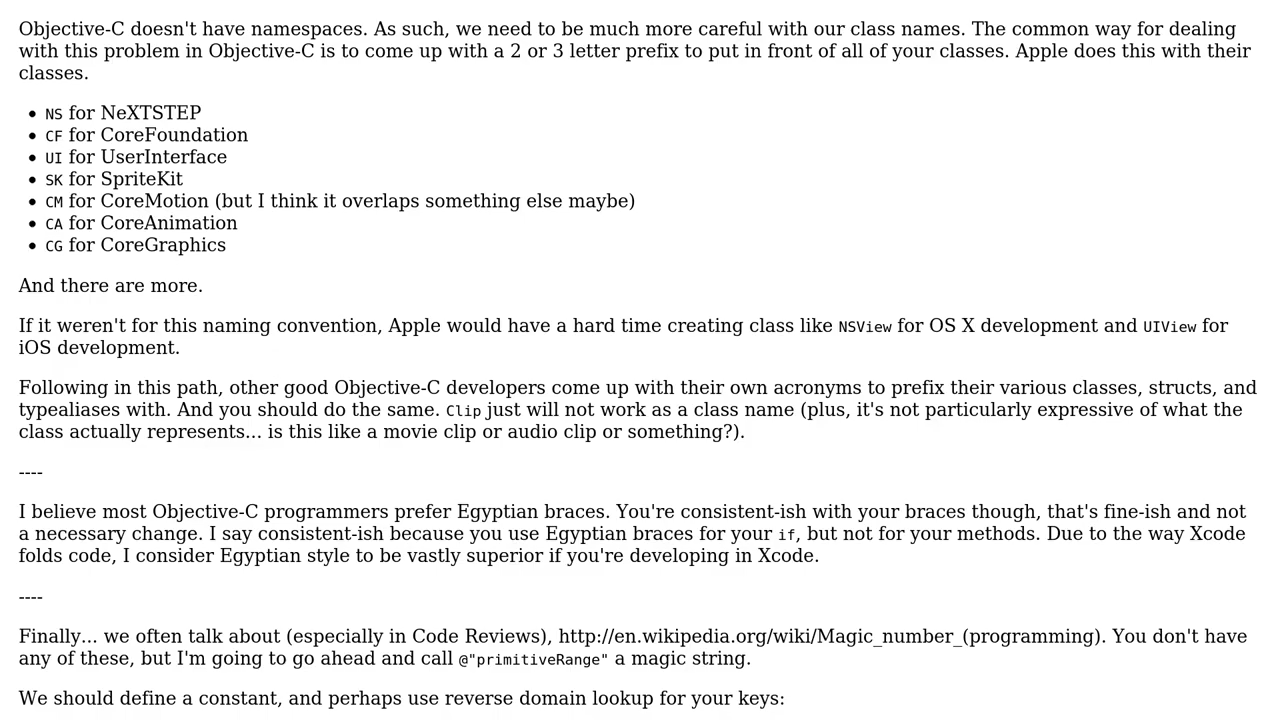 Objective-C doesn't have namespaces. As such, we need to be much more careful with our class names. The common way for dealing
with this problem in Objective-C is to come up with a 2 or 3 letter prefix to put in front of all of your classes. Apple does this with their
classes.
• NS for NeXTSTEP
• CF for CoreFoundation
• UI for UserInterface
• SK for SpriteKit
• CM for CoreMotion (but I think it overlaps something else maybe)
• CA for CoreAnimation
• CG for CoreGraphics
And there are more.
If it weren't for this naming convention, Apple would have a hard time creating class like NSView for OS X development and UIView for
iOS development.
Following in this path, other good Objective-C developers come up with their own acronyms to prefix their various classes, structs, and
typealiases with. And you should do the same. Clip just will not work as a class name (plus, it's not particularly expressive of what the
class actually represents... is this like a movie clip or audio clip or something?).
----
I believe most Objective-C programmers prefer Egyptian braces. You're consistent-ish with your braces though, that's fine-ish and not
a necessary change. I say consistent-ish because you use Egyptian braces for your if, but not for your methods. Due to the way Xcode
folds code, I consider Egyptian style to be vastly superior if you're developing in Xcode.
----
Finally... we often talk about (especially in Code Reviews), http://en.wikipedia.org/wiki/Magic_number_(programming). You don't have
any of these, but I'm going to go ahead and call @"primitiveRange" a magic string.
We should define a constant, and perhaps use reverse domain lookup for your keys: